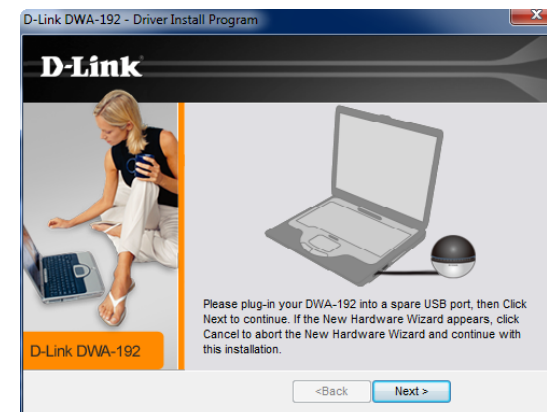 D-Link DWA-192 - Driver Install Program
D-Link
Please plug-in your DWA-192 into a spare USB port, then Click
Next to continue. If the New Hardware Wizard appears, click
Cancel to abort the New Hardware Wizard and continue with
this installation.
D-Link DWA-192
<Back
Next >